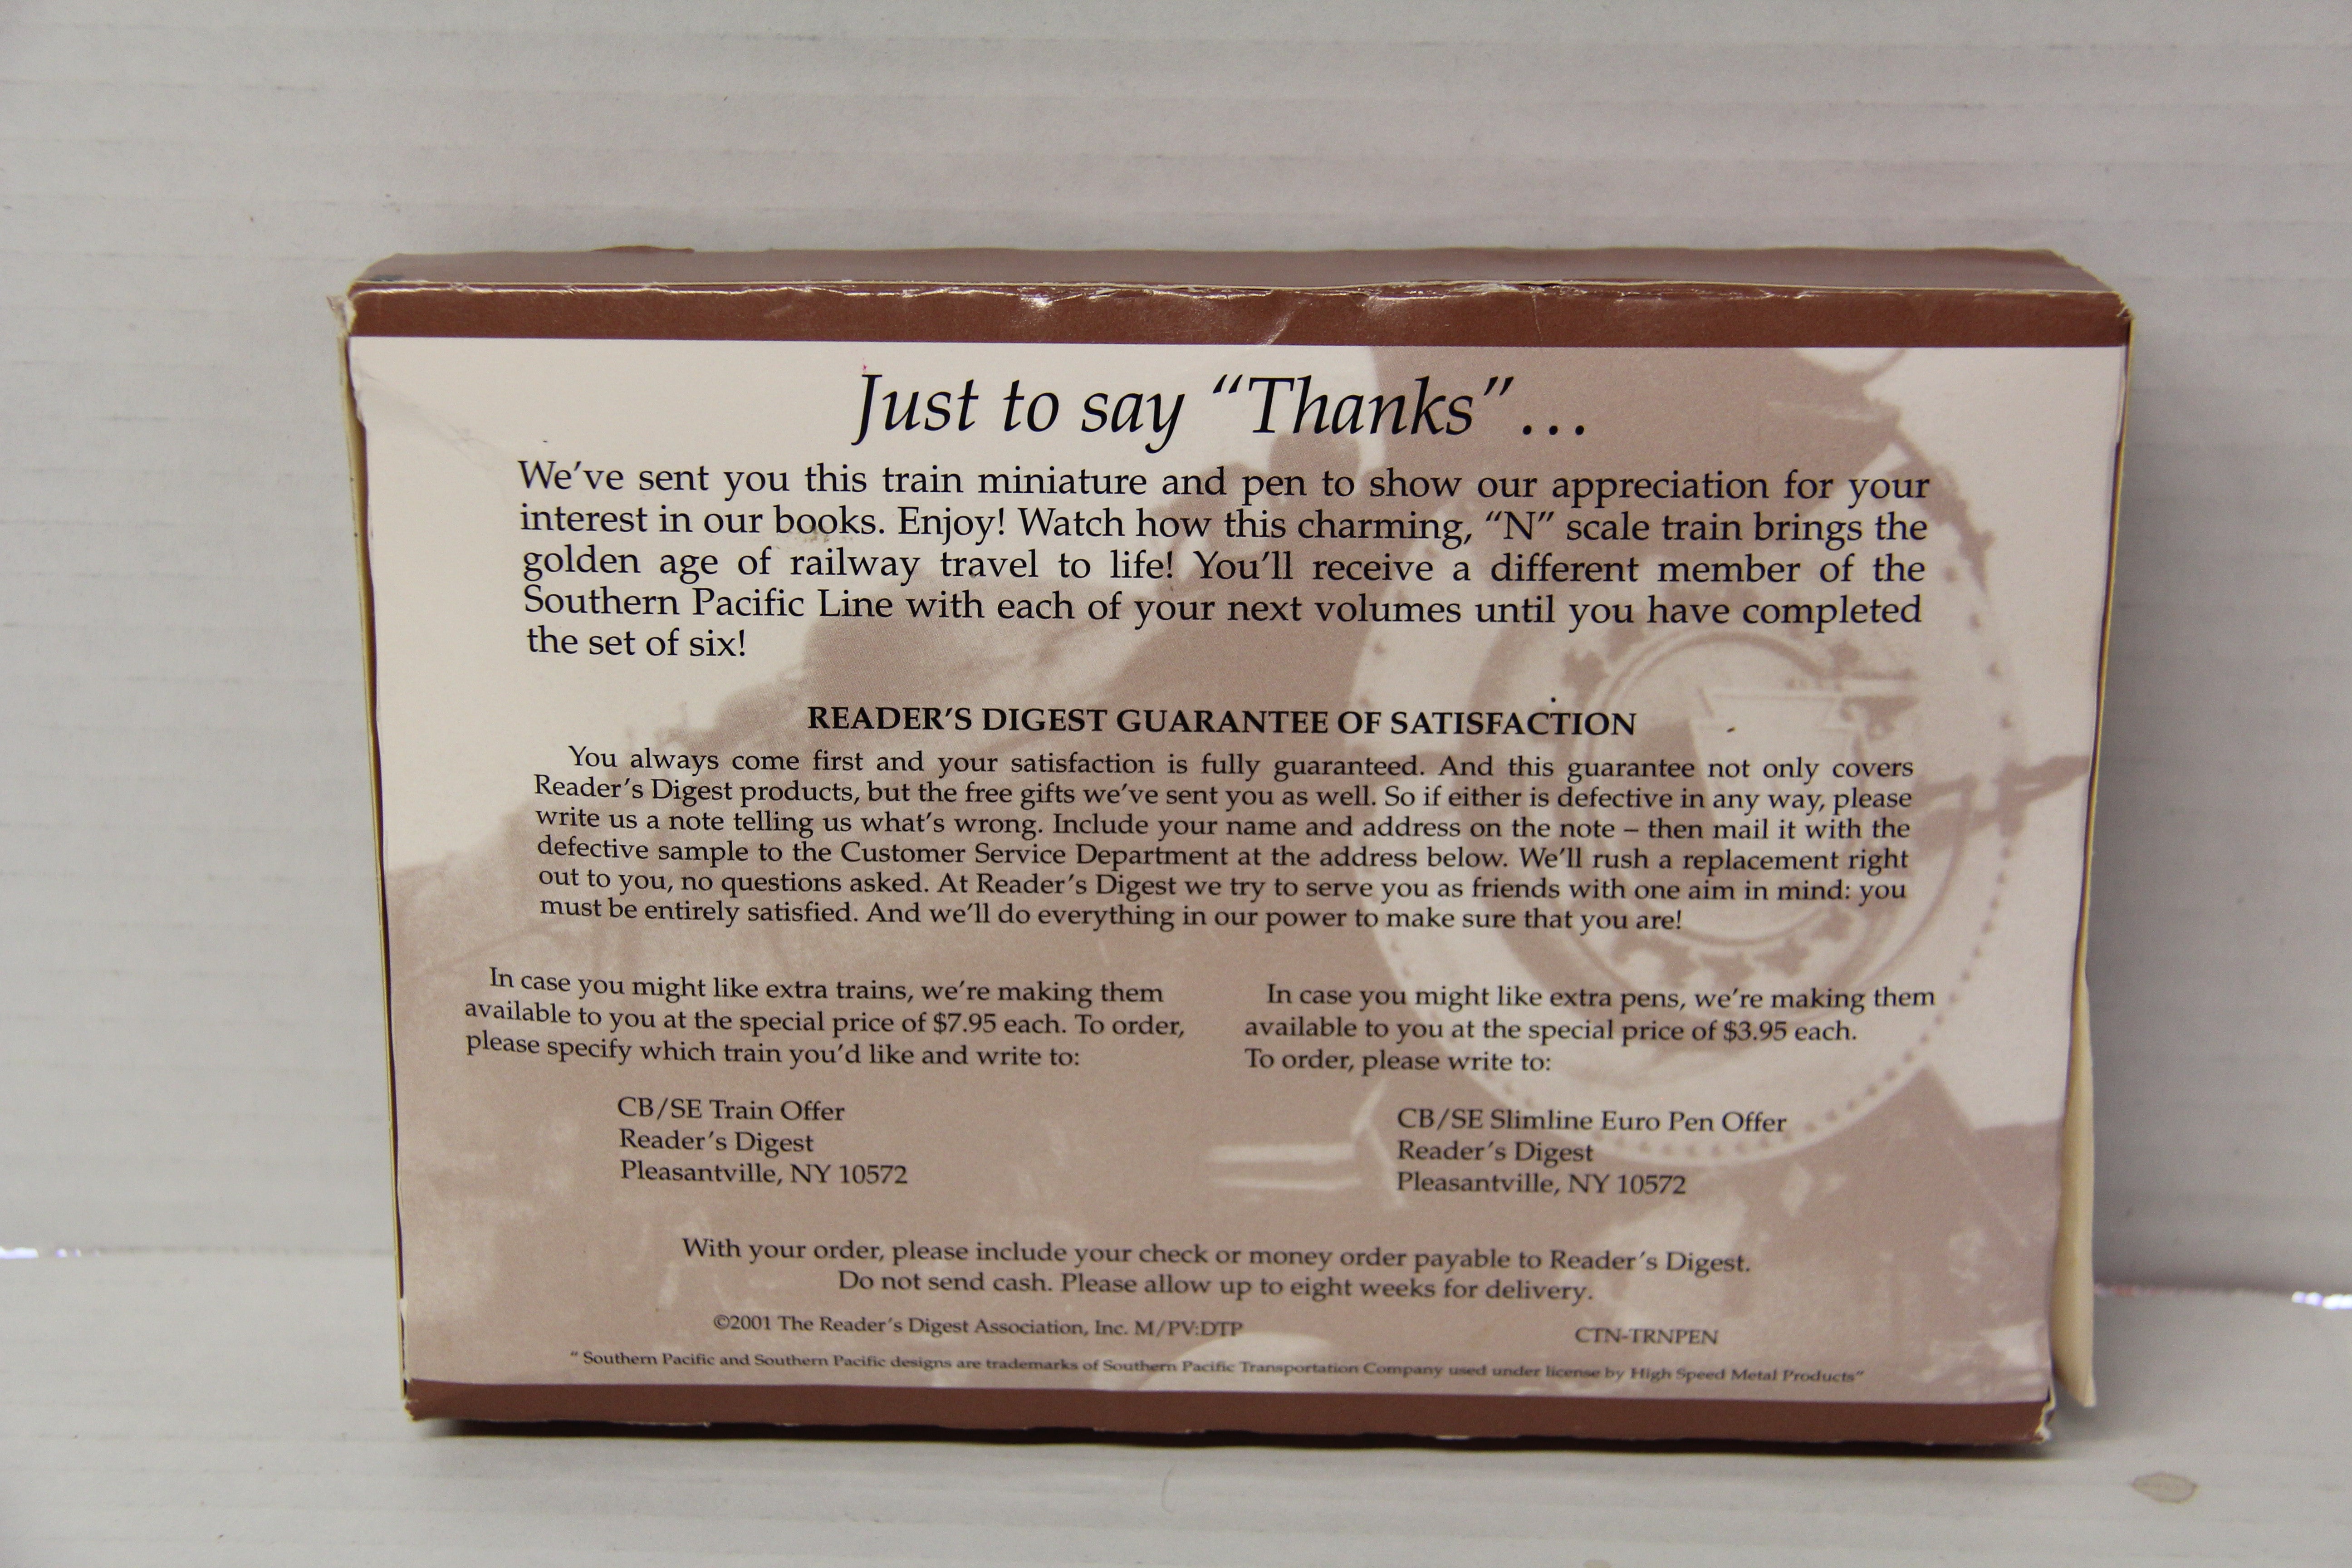 Just to say “Thanks”...
We’ve sent you this train miniature and pen to show our appreciation for your
interest in our books. Enjoy! Watch how this charming, “N” scale train brings the
golden age of railway travel to life! You’ll receive a different member of the
Southern Pacific Line with each of your next volumes until you have completed
the set of six!
READER’S DIGEST GUARANTEE OF SATISFACTION
You always come first and your satisfaction is fully guaranteed. And this guarantee not only covers
Reader’s Digest products, but the free gifts we’ve sent you as well. So if either is defective in any way, please
write us a note telling us what’s wrong. Include your name and address on the note – then mail it with the
defective sample to the Customer Service Department at the address below. We’ll rush a replacement right
out to you, no questions asked. At Reader’s Digest we try to serve you as friends with one aim in mind: you
must be entirely satisfied. And we’ll do everything in our power to make sure that you are!
In case you might like extra trains, we’re making them
available to you at the special price of $7.95 each. To order,
please specify which train you’d like and write to:
CB/SE Train Offer
Reader’s Digest
Pleasantville, NY 10572
In case you might like extra pens, we’re making them
available to you at the special price of $3.95 each.
To order, please write to:
CB/SE Slimline Euro Pen Offer
Reader’s Digest
Pleasantville, NY 10572
With your order, please include your check or money order payable to Reader’s Digest.
Do not send cash. Please allow up to eight weeks for delivery.
©2001 The Reader’s Digest Association, Inc. M/PV:DTP
CTN-TRNPEN
“ Southern Pacific and Southern Pacific designs are trademarks of Southern Pacific Transportation Company used under license by High Speed Metal Products”